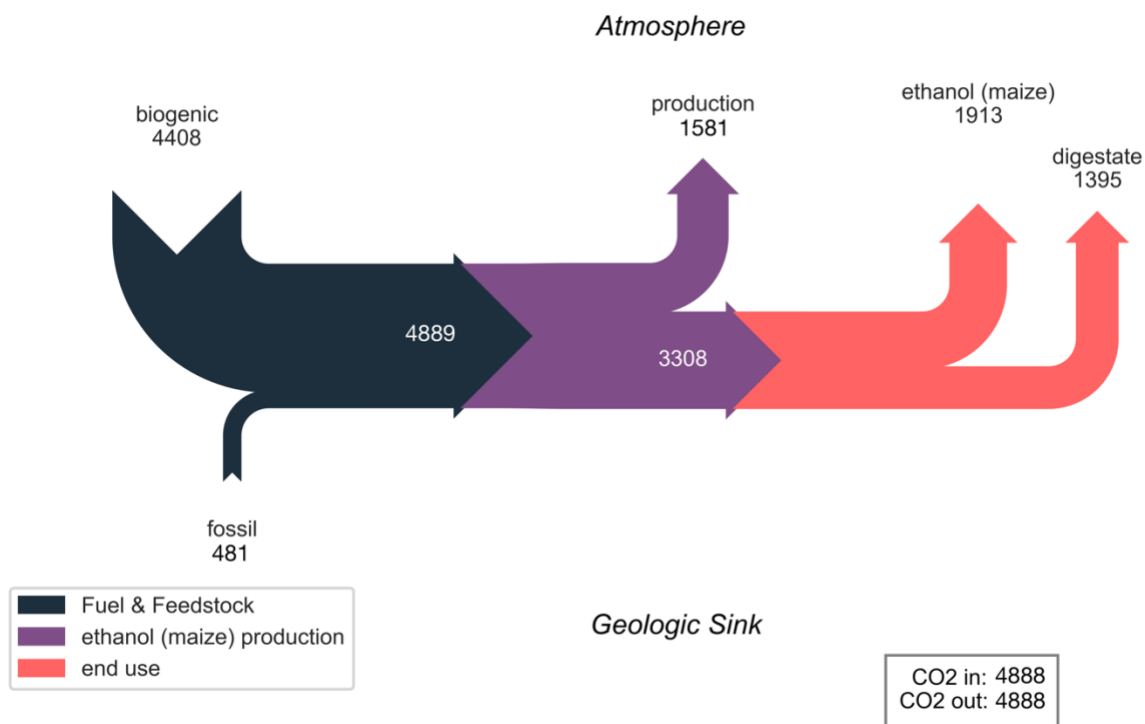 Atmosphere
biogenic
4408
production
1581
ethanol (maize)
1913
digestate
1395
4889
3308
fossil
481
Fuel & Feedstock
ethanol (maize) production
end use
Geologic Sink
CO2 in: 4888
CO2 out: 4888